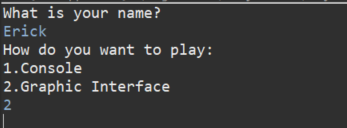 What is your name?
Erick
How do you want to play:
1.Console
2.Graphic Interface
2